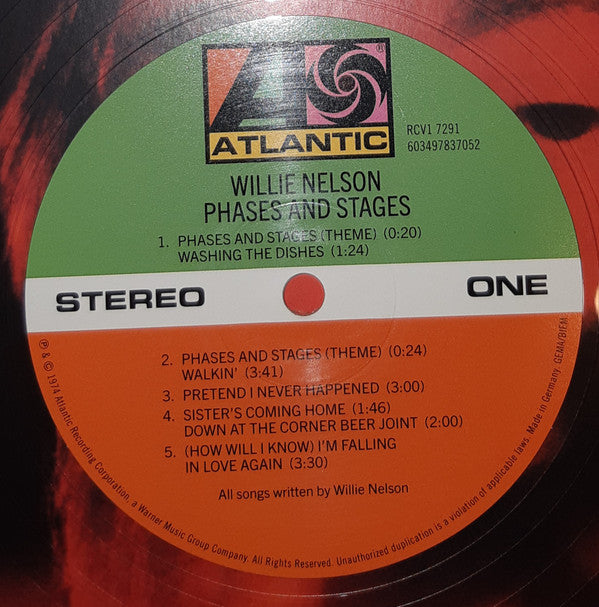 ATLANTIC
®
RCV1 7291
603497837052
WILLIE NELSON
PHASES AND STAGES
1. PHASES AND STAGES (THEME) (0:20)
WASHING THE DISHES (1:24)
STEREO
ONE
2. PHASES AND STAGES (THEME) (0:24)
WALKIN' (3:41)
3. PRETEND I NEVER HAPPENED (3:00)
4. SISTER'S COMING HOME (1:46)
DOWN AT THE CORNER BEER JOINT (2:00)
5. (HOW WILL I KNOW) I'M FALLING
IN LOVE AGAIN (3:30)
All songs written by Willie Nelson
℗ & © 1974 Atlantic Recording Corporation, a Warner Music Group Company. All Rights Reserved. Unauthorized duplication is a violation of applicable laws. Made in Germany. GEMA/BIEM